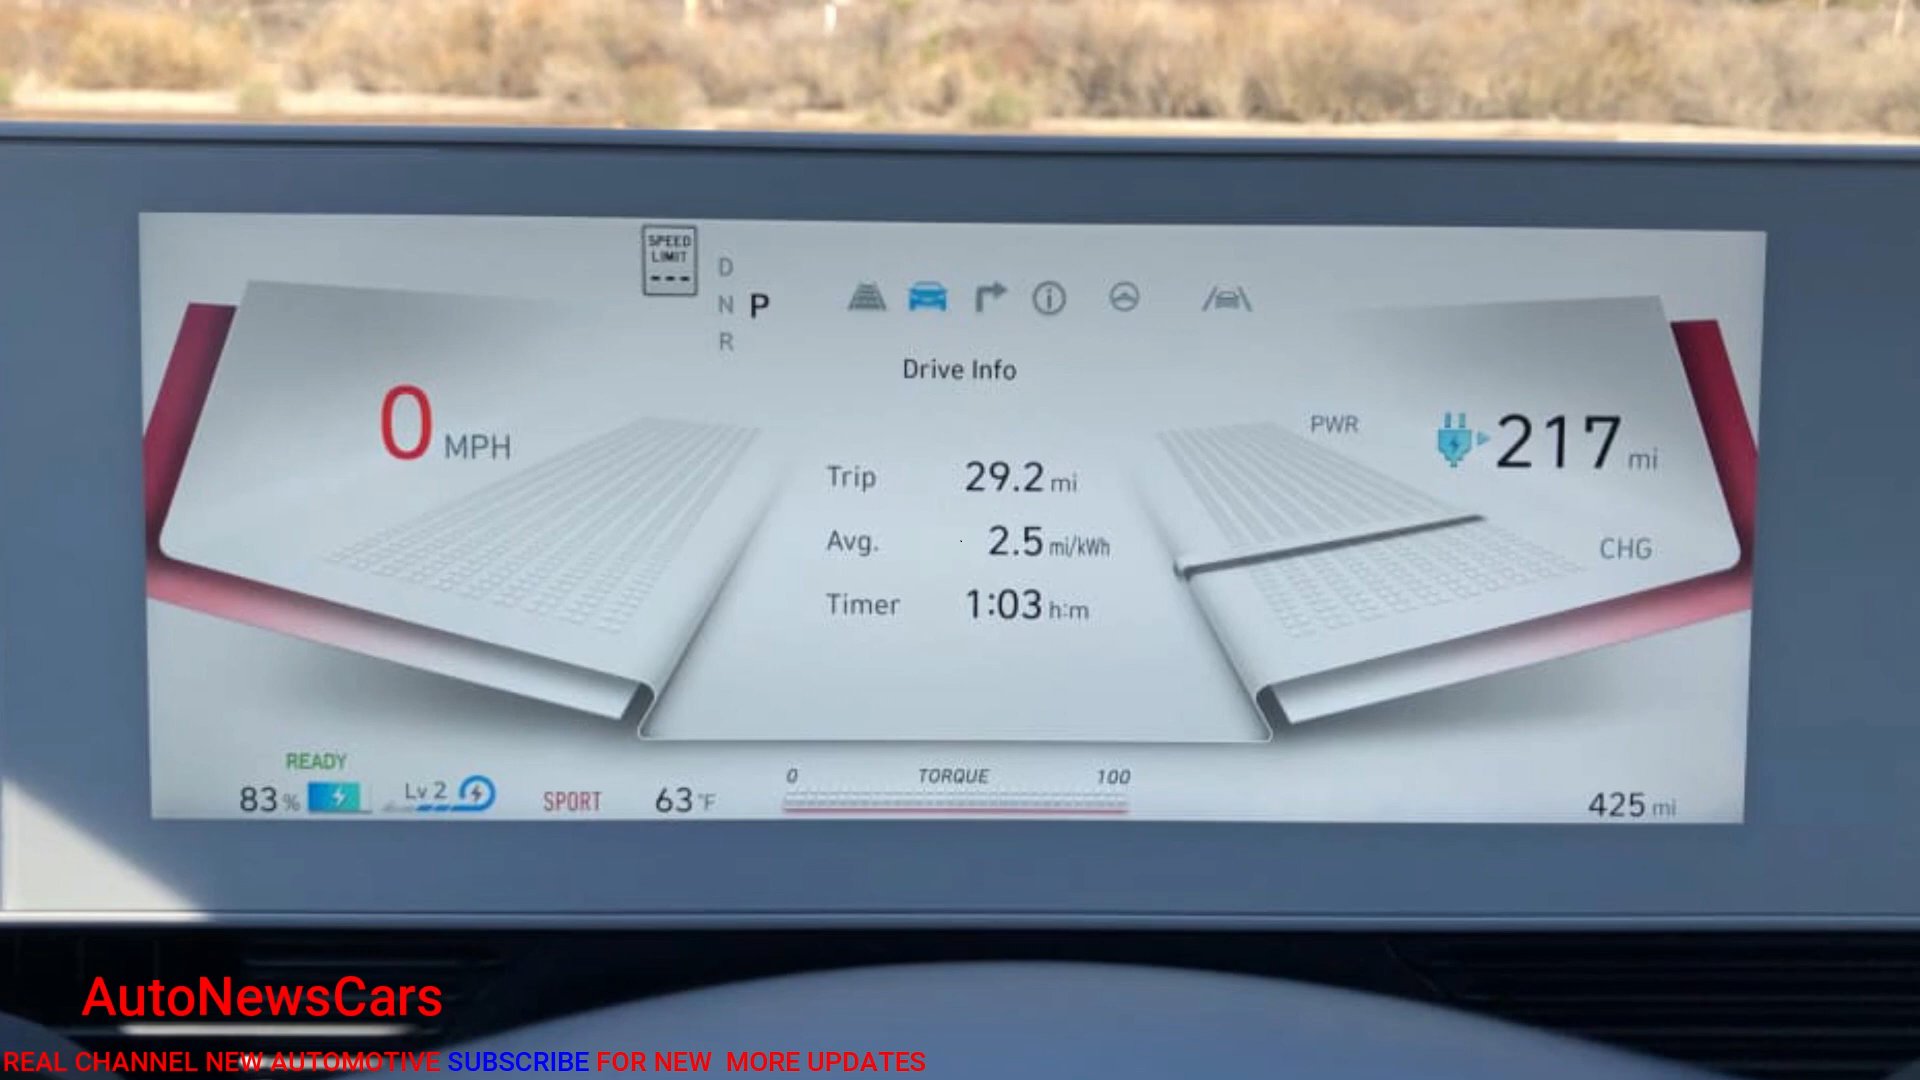 SPEED
LIMIT
---
D
N P
R
Drive Info
0 MPH
PWR
217 mi
Trip 29.2 mi
Avg. 2.5 mi/kWh
Timer 1:03 h:m
CHG
READY
83 % Lv 2 SPORT 63 °F
0 TORQUE 100
425 mi
AutoNewsCars
REAL CHANNEL NEW AUTOMOTIVE SUBSCRIBE FOR NEW MORE UPDATES